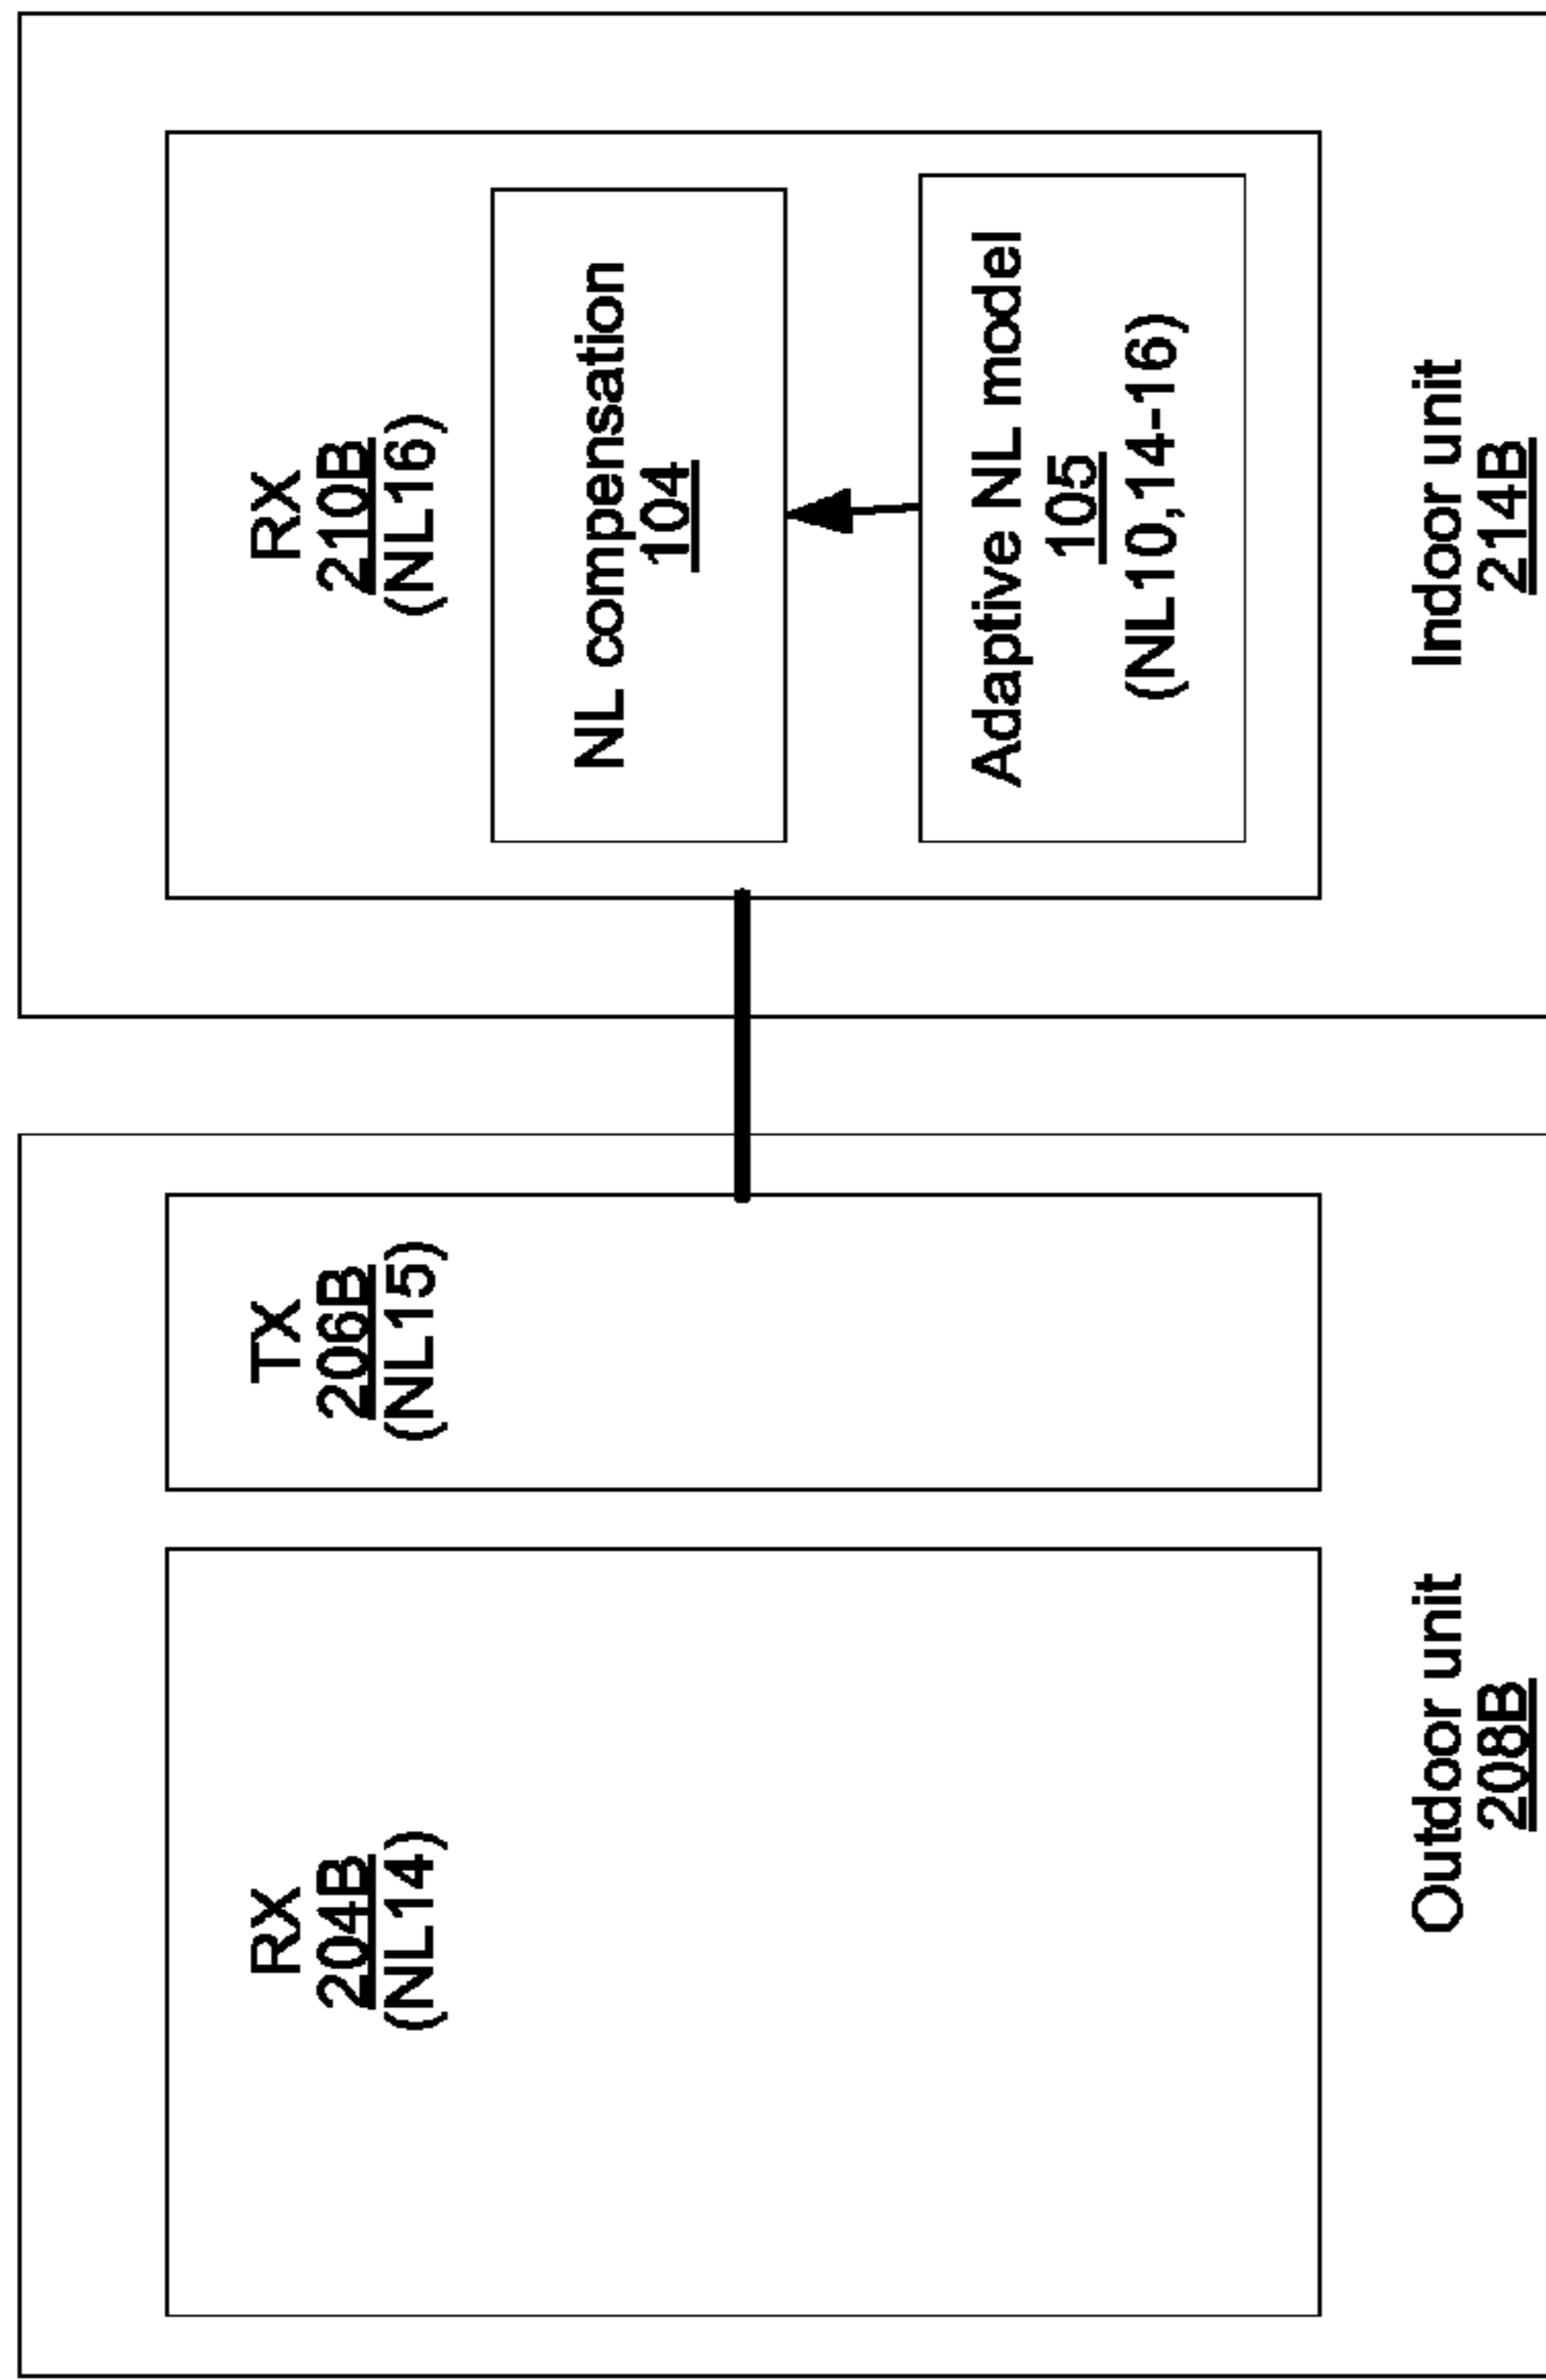 RX
204B
(NL14)
TX
206B
(NL15)
Outdoor unit
208B
RX
210B
(NL16)
NL compensation
104
Adaptive NL model
105
(NL10,14-16)
Indoor unit
214B